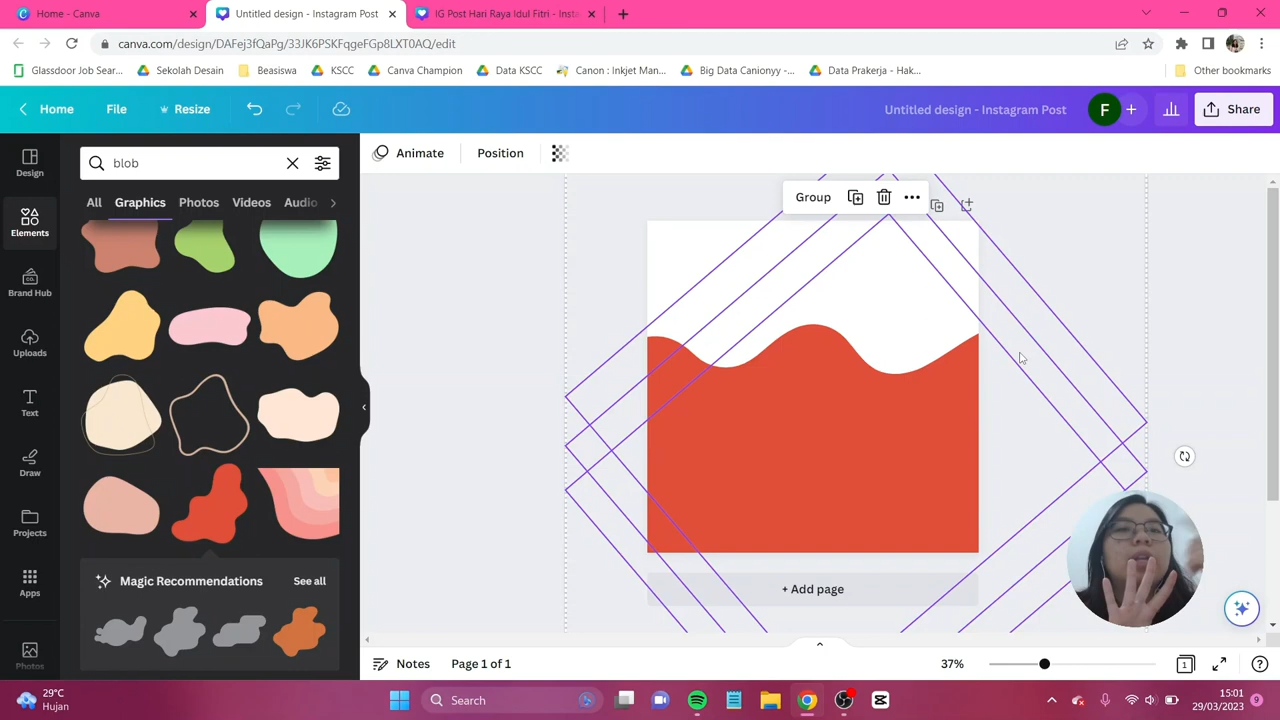 Home - Canva
Untitled design - Instagram Post
IG Post Hari Raya Idul Fitri - Insta
canva.com/design/DAFej3fQaPg/33JK6PSKFqgeFGp8LXT0AQ/edit
Glassdoor Job Sear...
Sekolah Desain
Beasiswa
KSCC
Canva Champion
Data KSCC
Canon : Inkjet Man...
Big Data Canionyy -...
Data Prakerja - Hak...
Other bookmarks
Home
File
Resize
Untitled design - Instagram Post
F
Share
Design
Elements
Brand Hub
Uploads
Text
Draw
Projects
Apps
Photos
blob
All
Graphics
Photos
Videos
Audio
Magic Recommendations
See all
Animate
Position
Group
+ Add page
Notes
Page 1 of 1
37%
1
29°C
Hujan
Search
15:01
29/03/2023
9